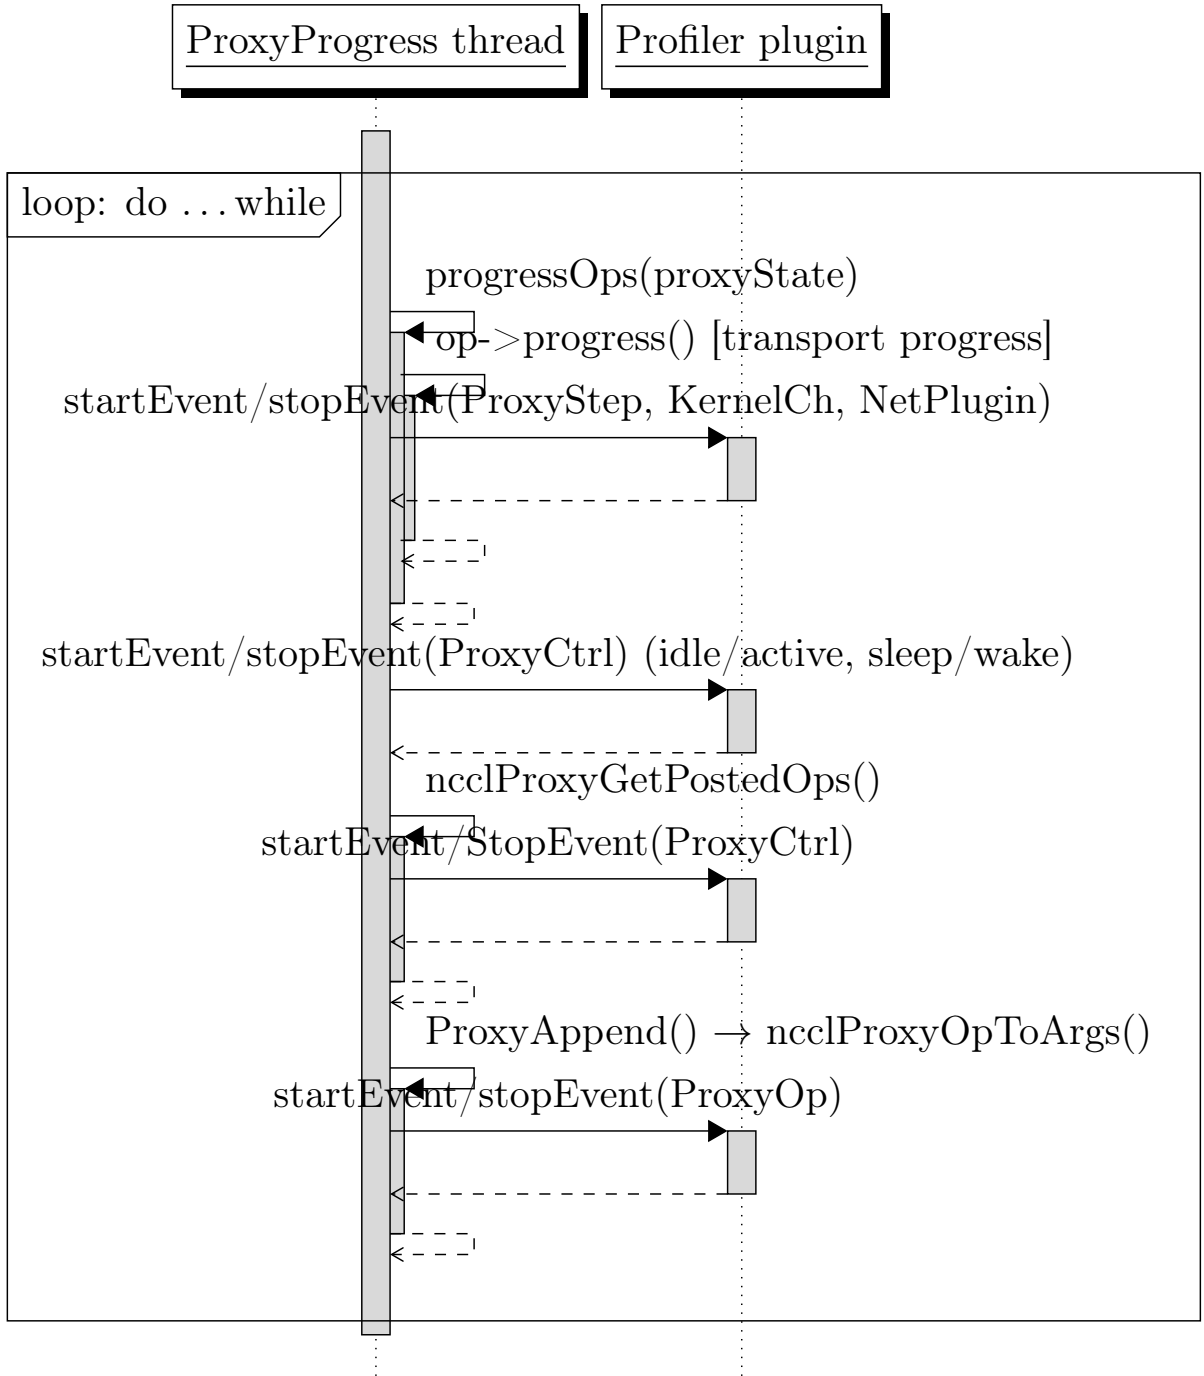 ProxyProgress thread
Profiler plugin
loop: do ...while
progressOps(proxyState)
op->progress() [transport progress]
startEvent/stopEvent(ProxyStep, KernelCh, NetPlugin)
startEvent/stopEvent(ProxyCtrl) (idle/active, sleep/wake)
ncclProxyGetPostedOps()
startEvent/StopEvent(ProxyCtrl)
ProxyAppend() → ncclProxyOpToArgs()
startEvent/stopEvent(ProxyOp)